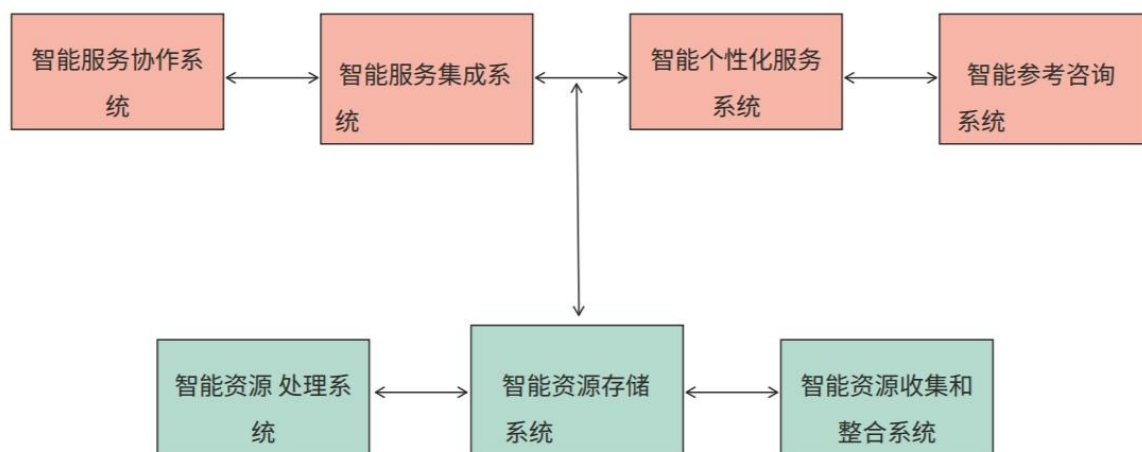 智能服务协作系
统
智能服务集成系
统
智能个性化服务
系统
智能参考咨询
系统
智能资源 处理系
统
智能资源存储
系统
智能资源收集和
整合系统